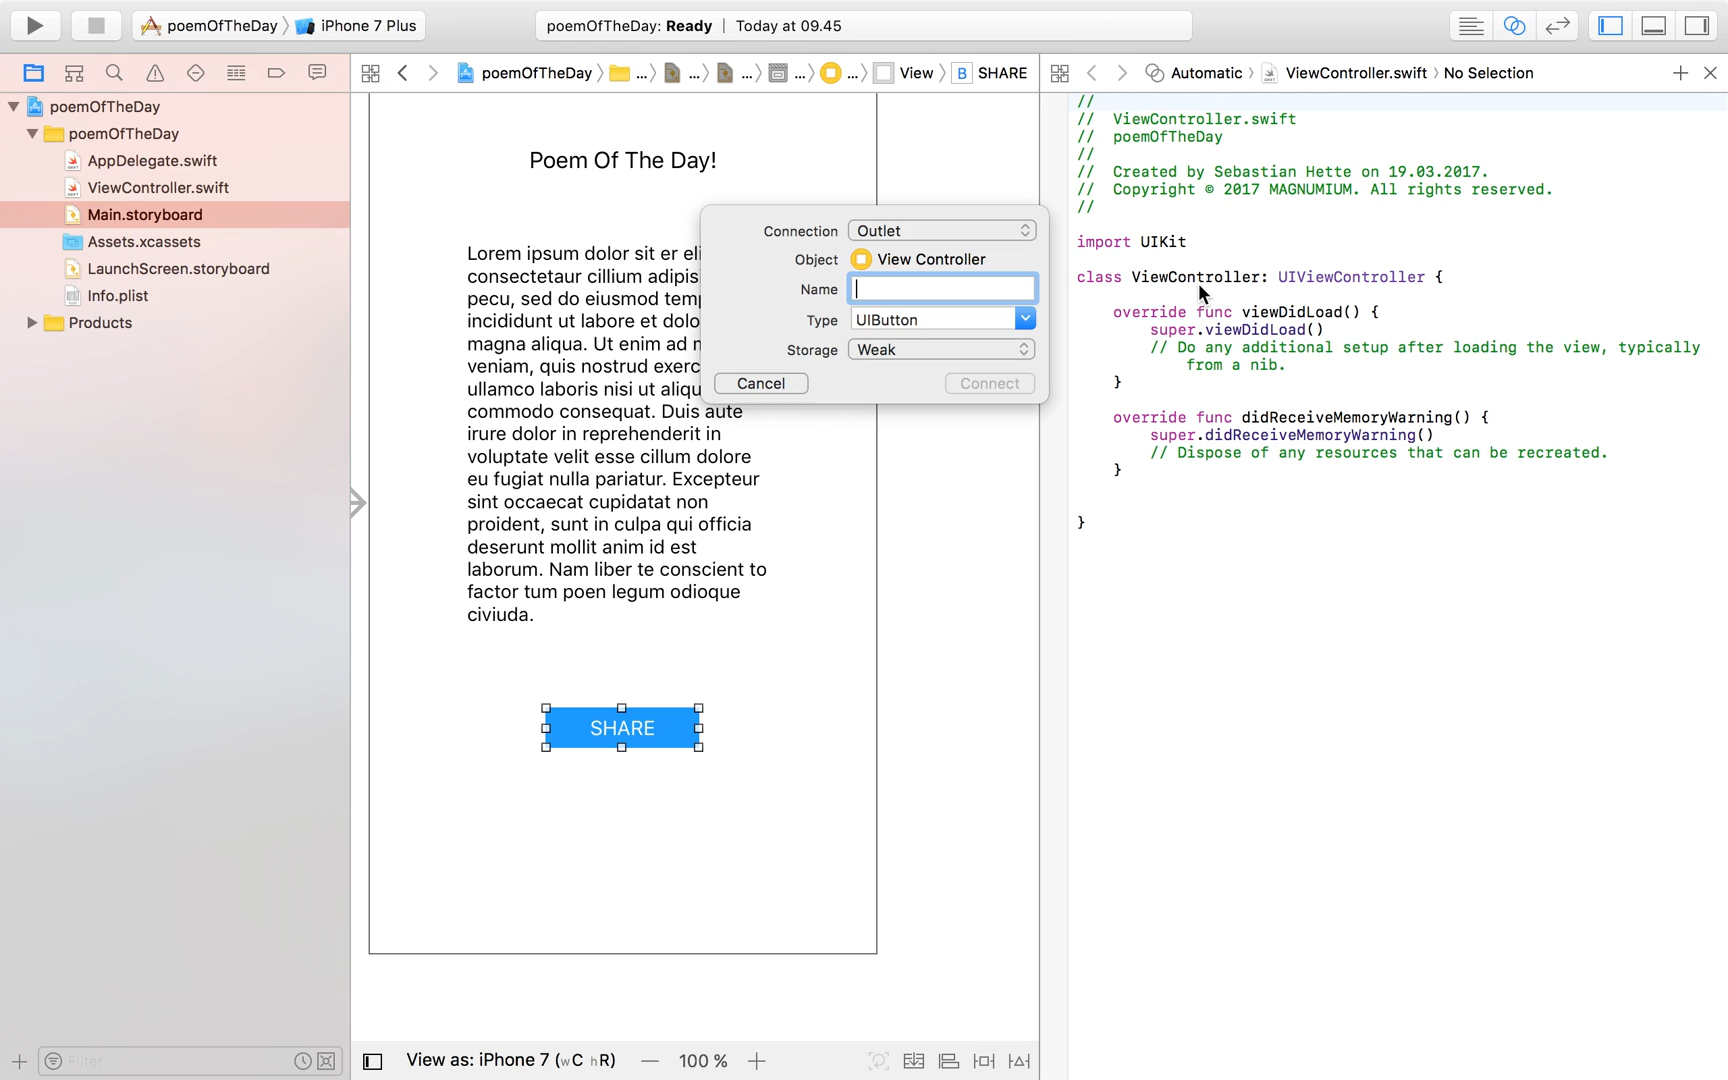 poemOfTheDay 〉 iPhone 7 Plus
poemOfTheDay: Ready | Today at 09.45
poemOfTheDay 〉 ... 〉 ... 〉 ... 〉 ... 〉 ... 〉 View 〉 B SHARE
Automatic 〉 ViewController.swift 〉 No Selection
poemOfTheDay
poemOfTheDay
AppDelegate.swift
ViewController.swift
Main.storyboard
Assets.xcassets
LaunchScreen.storyboard
Info.plist
Products
Filter
Poem Of The Day!
Lorem ipsum dolor sit er eli
consectetaur cillium adipis
pecu, sed do eiusmod temp
incididunt ut labore et dolo
magna aliqua. Ut enim ad m
veniam, quis nostrud exerc
ullamco laboris nisi ut aliqu
commodo consequat. Duis aute
irure dolor in reprehenderit in
voluptate velit esse cillum dolore
eu fugiat nulla pariatur. Excepteur
sint occaecat cupidatat non
proident, sunt in culpa qui officia
deserunt mollit anim id est
laborum. Nam liber te conscient to
factor tum poen legum odioque
civiuda.
SHARE
Connection Outlet
Object View Controller
Name
Type UIButton
Storage Weak
Cancel Connect
View as: iPhone 7 (wC hR) — 100 % +
//
// ViewController.swift
// poemOfTheDay
//
// Created by Sebastian Hette on 19.03.2017.
// Copyright © 2017 MAGNUMIUM. All rights reserved.
//
import UIKit
class ViewController: UIViewController {
override func viewDidLoad() {
super.viewDidLoad()
// Do any additional setup after loading the view, typically
from a nib.
}
override func didReceiveMemoryWarning() {
super.didReceiveMemoryWarning()
// Dispose of any resources that can be recreated.
}
}